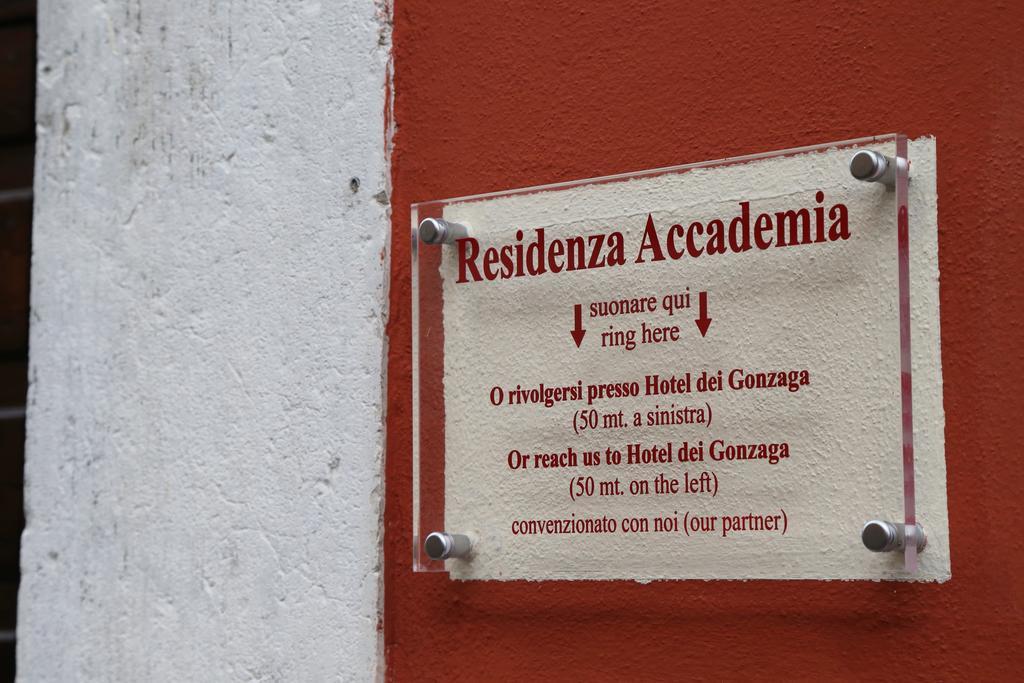 Residenza Accademia
suonare qui
ring here
O rivolgersi presso Hotel dei Gonzaga
(50 mt. a sinistra)
Or reach us to Hotel dei Gonzaga
(50 mt. on the left)
convenzionato con noi (our partner)